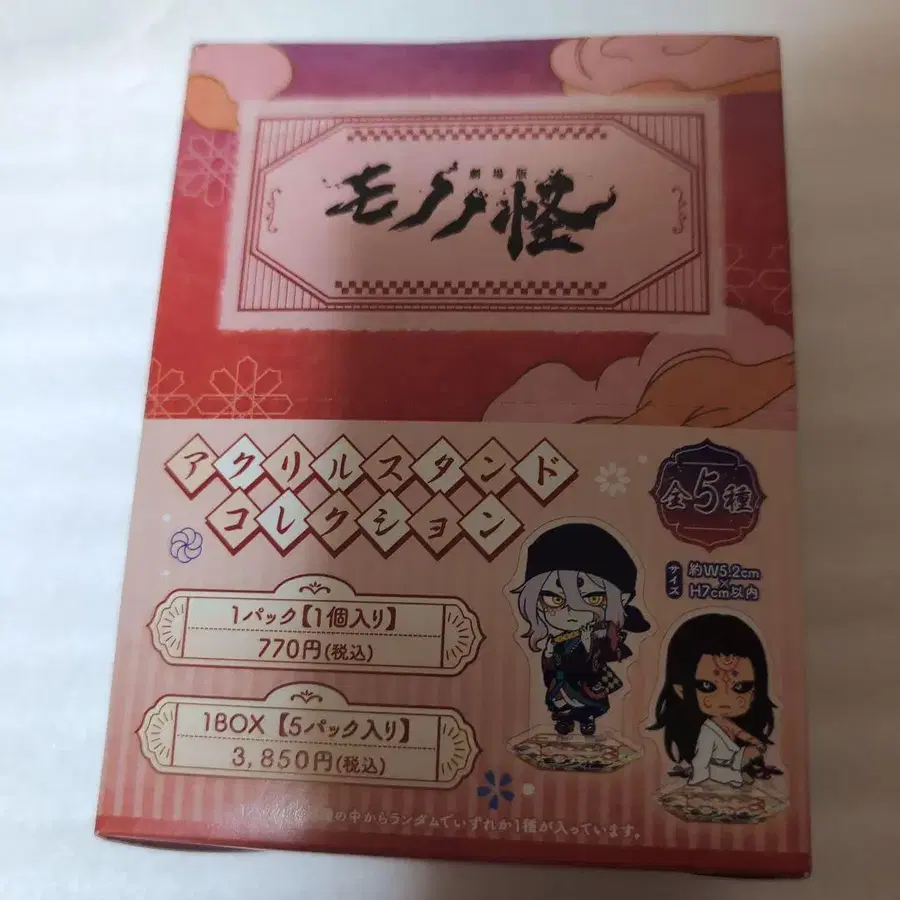 劇場版
モノノ怪
アクリルスタンド
コレクション
全5種
サイズ
約W5.2cm
×
H7cm以内
1パック【1個入り】
770円(税込)
1BOX【5パック入り】
3,850円(税込)
の中からランダムでいずれか1種が入っています。